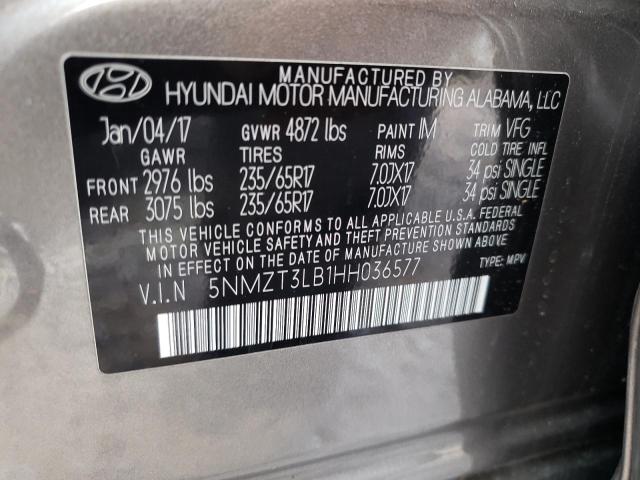 MANUFACTURED BY
HYUNDAI MOTOR MANUFACTURING ALABAMA, LLC
Jan/04/17 GVWR 4872 lbs PAINT IM TRIM VFG
GAWR TIRES RIMS COLD TIRE INFL
FRONT 2976 lbs 235/65R17 7.0JX17 34 psi SINGLE
REAR 3075 lbs 235/65R17 7.0JX17 34 psi SINGLE
THIS VEHICLE CONFORMS TO ALL APPLICABLE U.S.A. FEDERAL
MOTOR VEHICLE SAFETY AND THEFT PREVENTION STANDARDS
IN EFFECT ON THE DATE OF MANUFACTURE SHOWN ABOVE.
V.I.N 5NMZT3LB1HH036577 TYPE: MPV